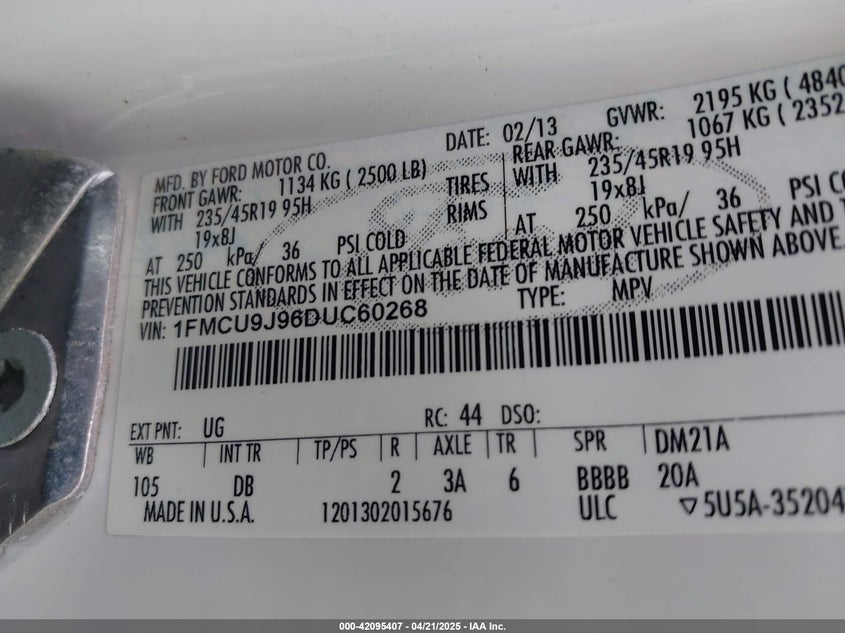 MFD. BY FORD MOTOR CO. DATE: 02/13 GVWR: 2195 KG ( 4840
FRONT GAWR: 1134 KG ( 2500 LB) REAR GAWR: 1067 KG ( 2352
WITH 235/45R19 95H TIRES WITH 235/45R19 95H
19x8J RIMS 19x8J
AT 250 kPa/ 36 PSI COLD AT 250 kPa/ 36 PSI CO
THIS VEHICLE CONFORMS TO ALL APPLICABLE FEDERAL MOTOR VEHICLE SAFETY AND T
PREVENTION STANDARDS IN EFFECT ON THE DATE OF MANUFACTURE SHOWN ABOVE.
VIN: 1FMCU9J96DUC60268 TYPE: MPV
EXT PNT: UG RC: 44 DSO:
WB INT TR TP/PS R AXLE TR SPR DM21A
105 DB 2 3A 6 BBBB 20A
MADE IN U.S.A. 1201302015676 ULC ▽5U5A-35204
000-42095407 / 04/21/2025 - IAA Inc.